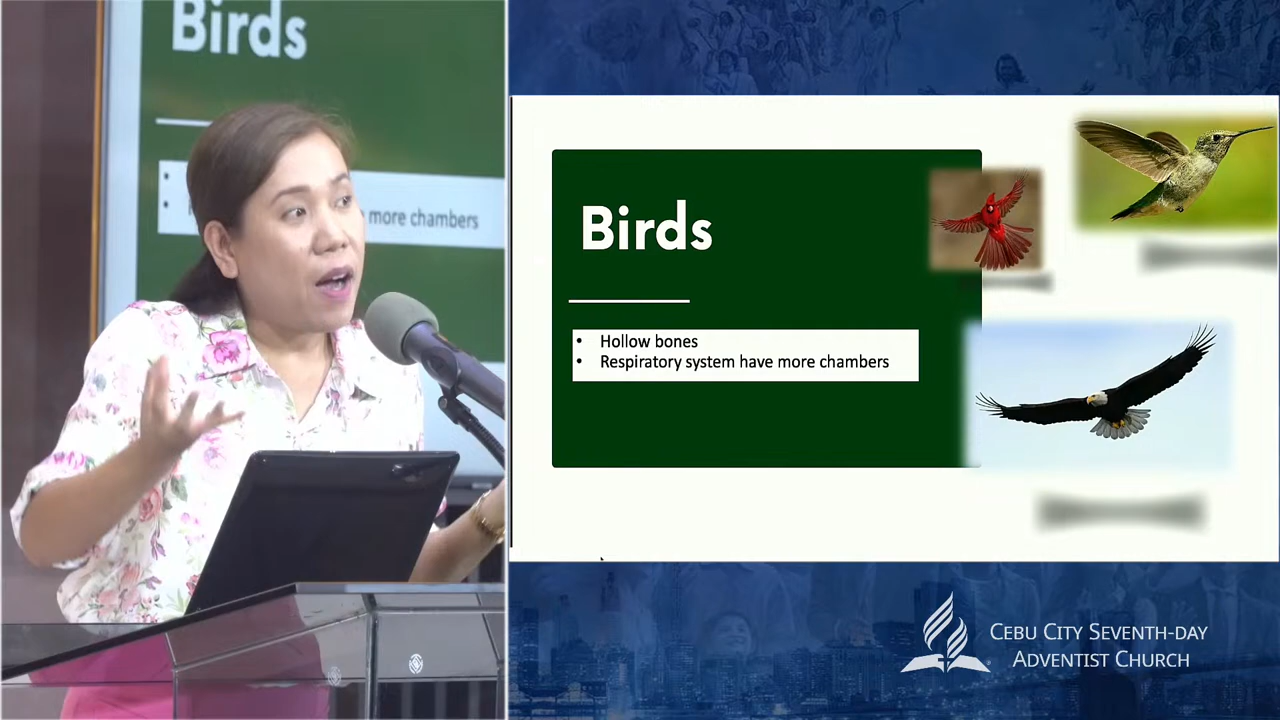 Birds
more chambers
Birds
• Hollow bones
• Respiratory system have more chambers
CEBU CITY SEVENTH-DAY
ADVENTIST CHURCH